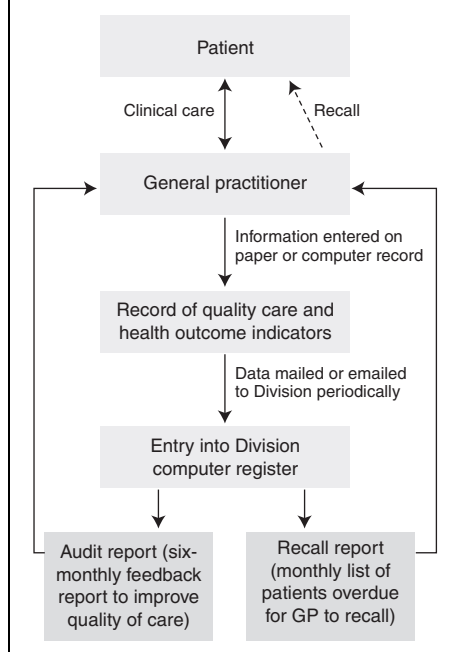 Patient
Clinical care
Recall
General practitioner
Information entered on
paper or computer record
Record of quality care and
health outcome indicators
Data mailed or emailed
to Division periodically
Entry into Division
computer register
Audit report (six-
monthly feedback
report to improve
quality of care)
Recall report
(monthly list of
patients overdue
for GP to recall)